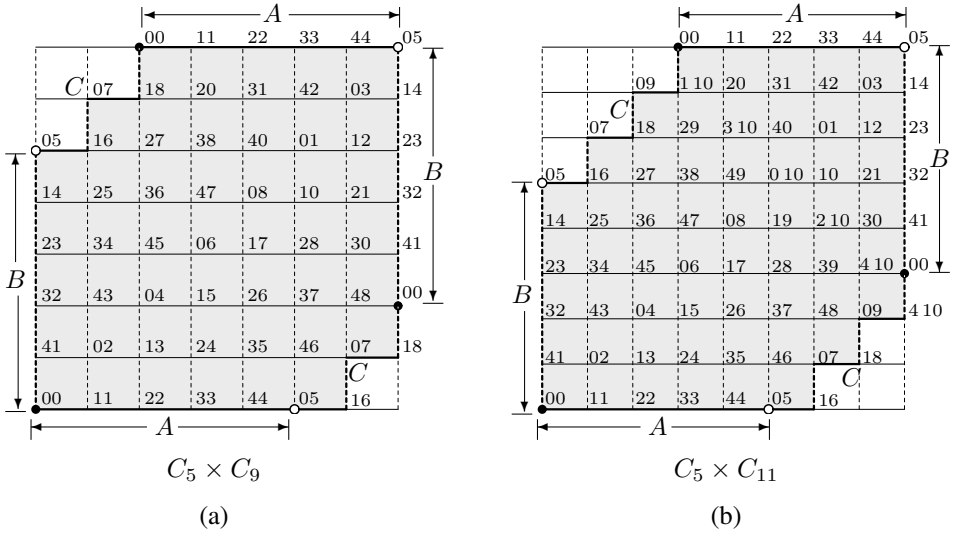 A
00 11 22 33 44 05
C 07 18 20 31 42 03 14
05 16 27 38 40 01 12 23
B
14 25 36 47 08 10 21 32
23 34 45 06 17 28 30 41
B
32 43 04 15 26 37 48 00
41 02 13 24 35 46 07 18
C
00 11 22 33 44 05 16
A
C₅ × C₉
(a)
A
00 11 22 33 44 05
09 1 10 20 31 42 03 14
C
07 18 29 3 10 40 01 12 23
B
05 16 27 38 49 0 10 10 21 32
14 25 36 47 08 19 2 10 30 41
23 34 45 06 17 28 39 4 10 00
B
32 43 04 15 26 37 48 09 4 10
41 02 13 24 35 46 07 18
C
00 11 22 33 44 05 16
A
C₅ × C₁₁
(b)